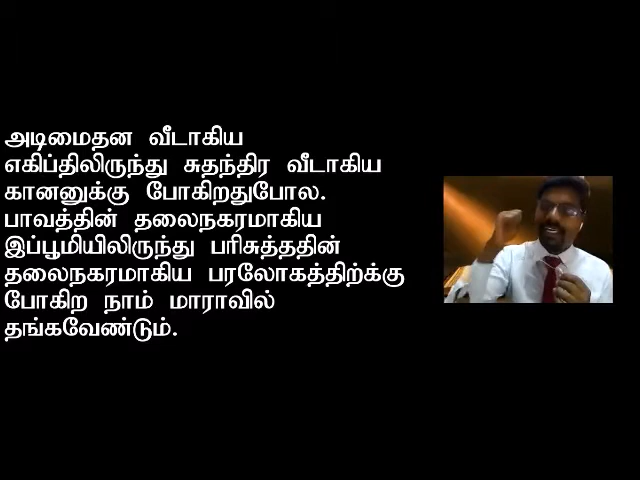 அடிமைதன வீடாகிய
எகிப்திலிருந்து சுதந்திர வீடாகிய
கானனுக்கு போகிறதுபோல.
பாவத்தின் தலைநகரமாகிய
இப்பூமியிலிருந்து பரிசுத்ததின்
தலைநகரமாகிய பரலோகத்திற்க்கு
போகிற நாம் மாராவில்
தங்கவேண்டும்.